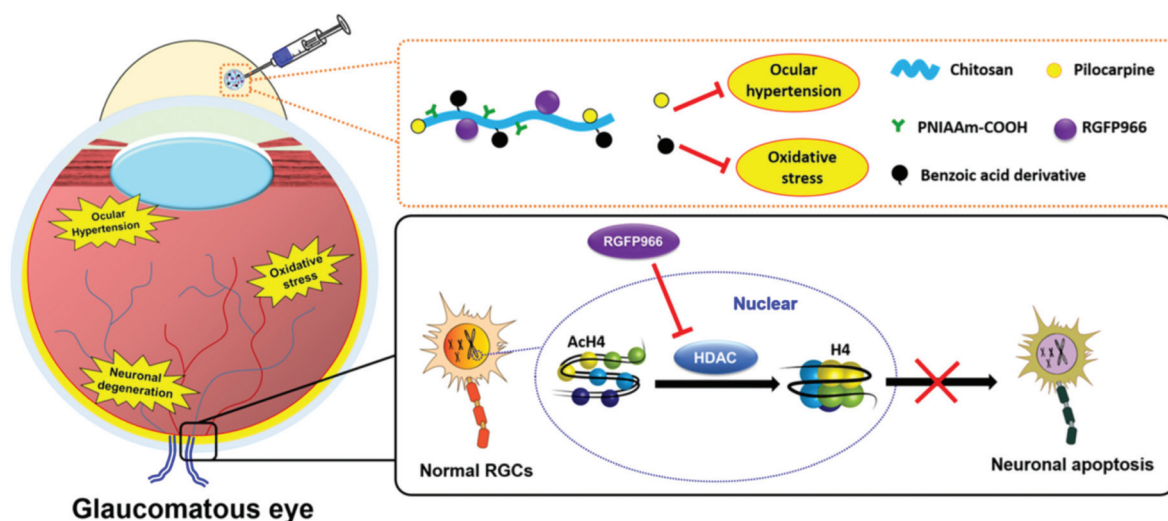 Ocular
hypertension
Oxidative
stress
Chitosan
Pilocarpine
PNIAAm-COOH
RGFP966
Benzoic acid derivative
Ocular
Hypertension
Oxidative
stress
Neuronal
degeneration
Glaucomatous eye
RGFP966
Nuclear
AcH4
HDAC
H4
Normal RGCs
Neuronal apoptosis